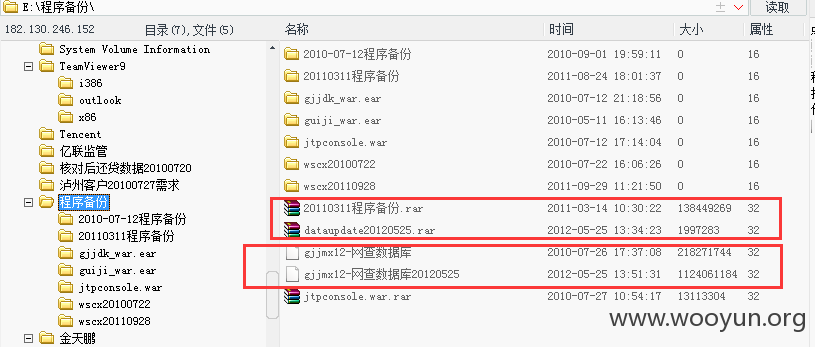 E:\程序备份\ 读取
182.130.246.152 目录(7),文件(5) 名称 时间 大小 属性
System Volume Information
TeamViewer9
i386
outlook
x86
Tencent
亿联监管
核对后还贷数据20100720
泸州客户20100727需求
程序备份
2010-07-12程序备份
20110311程序备份
gjjdk_war.ear
guiji_war.ear
jtpconsole.war
wscx20100722
wscx20110928
金天鹏
2010-07-12程序备份 2010-09-01 19:59:11 0 16
20110311程序备份 2011-08-24 18:01:37 0 16
gjjdk_war.ear 2010-07-12 21:18:56 0 16
guiji_war.ear 2010-05-11 16:13:46 0 16
jtpconsole.war 2010-07-12 17:14:04 0 16
wscx20100722 2010-07-22 16:06:26 0 16
wscx20110928 2011-09-29 11:21:50 0 16
20110311程序备份.rar 2011-03-14 10:30:22 138449269 32
dataupdate20120525.rar 2012-05-25 13:34:23 1997283 32
gjjmx12-网查数据库 2010-07-26 17:37:08 218271744 32
gjjmx12-网查数据库20120525 2012-05-25 13:51:31 1124061184 32
jtpconsole.war.rar 2010-07-27 10:54:17 13113304 32
www.wooyun.org